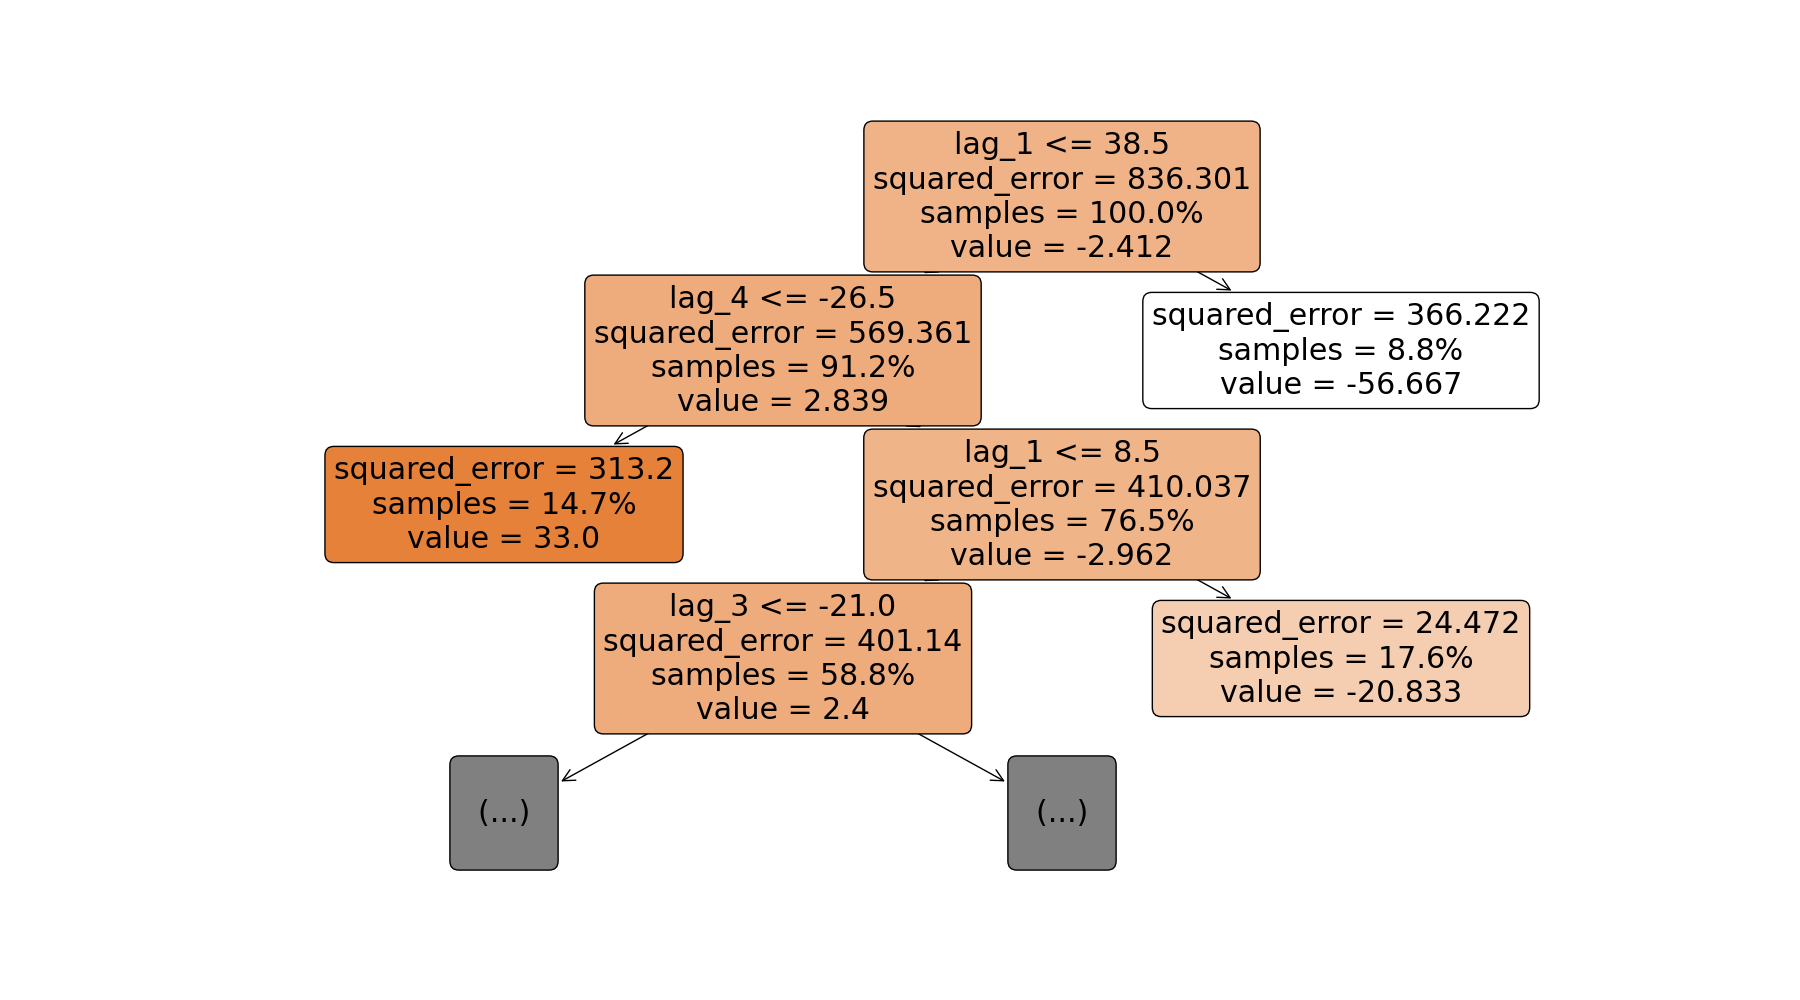 lag_1 <= 38.5
squared_error = 836.301
samples = 100.0%
value = -2.412
lag_4 <= -26.5
squared_error = 569.361
samples = 91.2%
value = 2.839
squared_error = 366.222
samples = 8.8%
value = -56.667
squared_error = 313.2
samples = 14.7%
value = 33.0
lag_1 <= 8.5
squared_error = 410.037
samples = 76.5%
value = -2.962
lag_3 <= -21.0
squared_error = 401.14
samples = 58.8%
value = 2.4
squared_error = 24.472
samples = 17.6%
value = -20.833
(...)
(...)